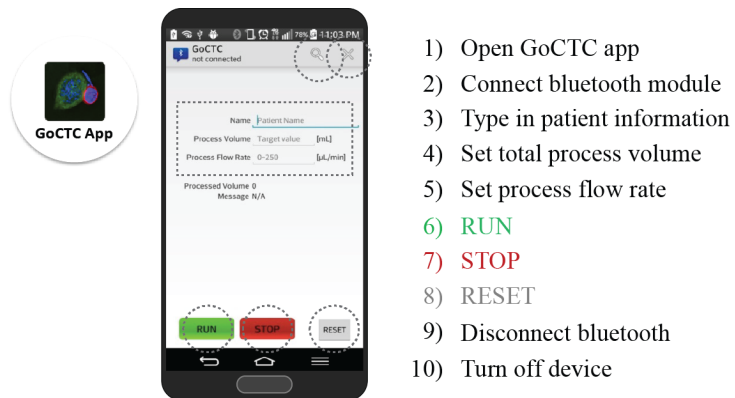 GoCTC App
78% 11:03 PM
GoCTC
not connected
Name Patient Name
Process Volume Target value [mL]
Process Flow Rate 0-250 [μL/min]
Processed Volume 0
Message N/A
RUN STOP RESET
1) Open GoCTC app
2) Connect bluetooth module
3) Type in patient information
4) Set total process volume
5) Set process flow rate
6) RUN
7) STOP
8) RESET
9) Disconnect bluetooth
10) Turn off device